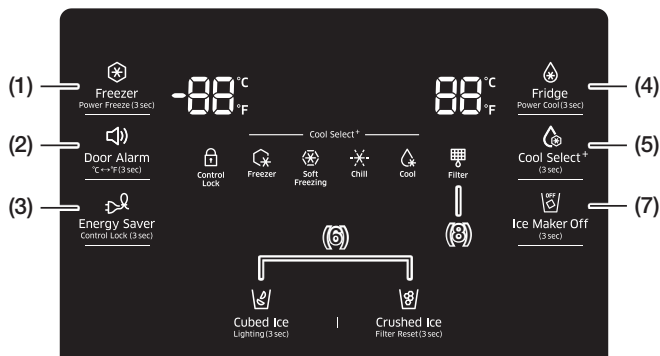 (1)
Freezer
Power Freeze(3 sec)
-88 °C
°F
88 °C
°F
Fridge
Power Cool(3 sec)
(4)
(2)
Door Alarm
°C↔°F(3 sec)
Cool Select+
Control
Lock
Freezer
Soft
Freezing
Chill
Cool
Filter
Cool Select+
(3 sec)
(5)
(3)
Energy Saver
Control Lock (3 sec)
(6)
(8)
OFF
Ice Maker Off
(3 sec)
(7)
Cubed Ice
Lighting(3 sec)
|
Crushed Ice
Filter Reset(3 sec)